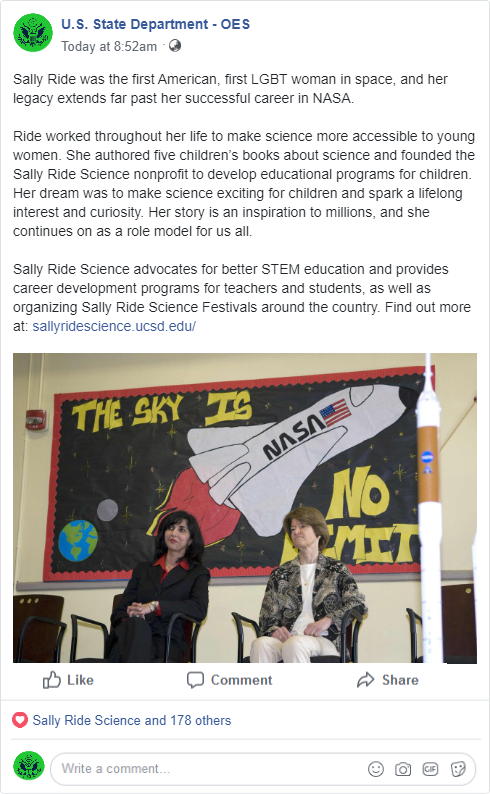 U.S. State Department - OES
Today at 8:52am ·
Sally Ride was the first American, first LGBT woman in space, and her
legacy extends far past her successful career in NASA.
Ride worked throughout her life to make science more accessible to young
women. She authored five children's books about science and founded the
Sally Ride Science nonprofit to develop educational programs for children.
Her dream was to make science exciting for children and spark a lifelong
interest and curiosity. Her story is an inspiration to millions, and she
continues on as a role model for us all.
Sally Ride Science advocates for better STEM education and provides
career development programs for teachers and students, as well as
organizing Sally Ride Science Festivals around the country. Find out more
at: sallyridescience.ucsd.edu/
THE SKY IS
NASA
NO
LIMIT
Like
Comment
Share
Sally Ride Science and 178 others
Write a comment...
GIF